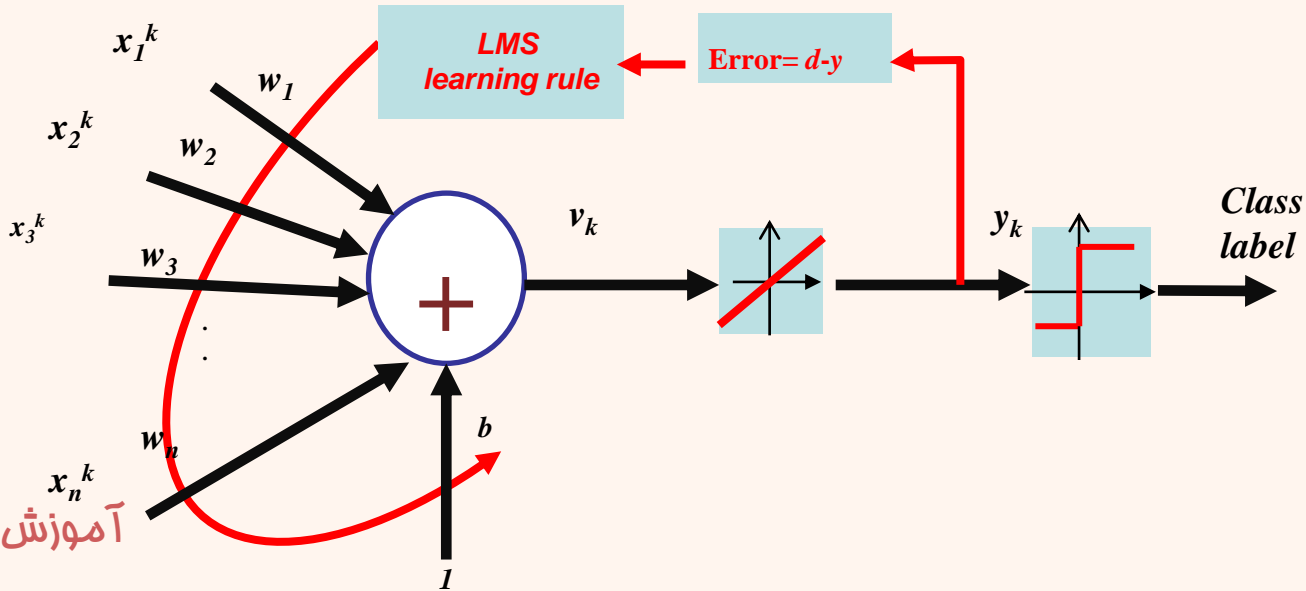 x₁ᵏ
w₁
LMS
learning rule
Error= d-y
x₂ᵏ
w₂
x₃ᵏ
w₃
.
.
+
vₖ
yₖ
Class
label
wₙ
b
xₙᵏ
آموزش
1